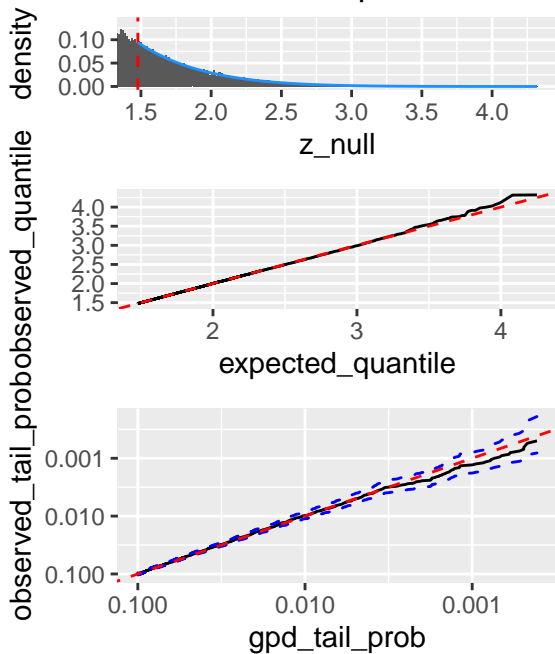 density
0.10
0.05
0.00
1.5 2.0 2.5 3.0 3.5 4.0
z_null
observed_quantile
4.0
3.5
3.0
2.5
2.0
1.5
2 3 4
expected_quantile
observed_tail_prob
0.001
0.010
0.100
0.100 0.010 0.001
gpd_tail_prob